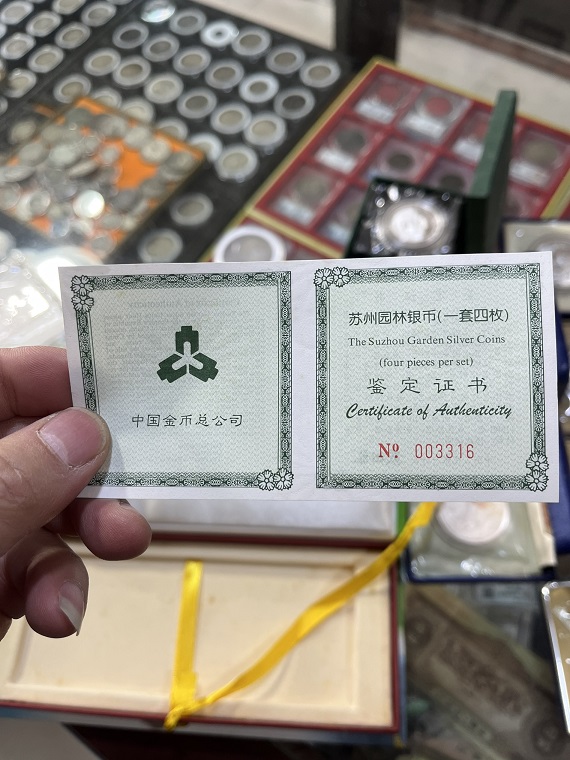 中国金币总公司
苏州园林银币(一套四枚)
The Suzhou Garden Silver Coins
(four pieces per set)
鉴定证书
Certificate of Authenticity
№ 003316